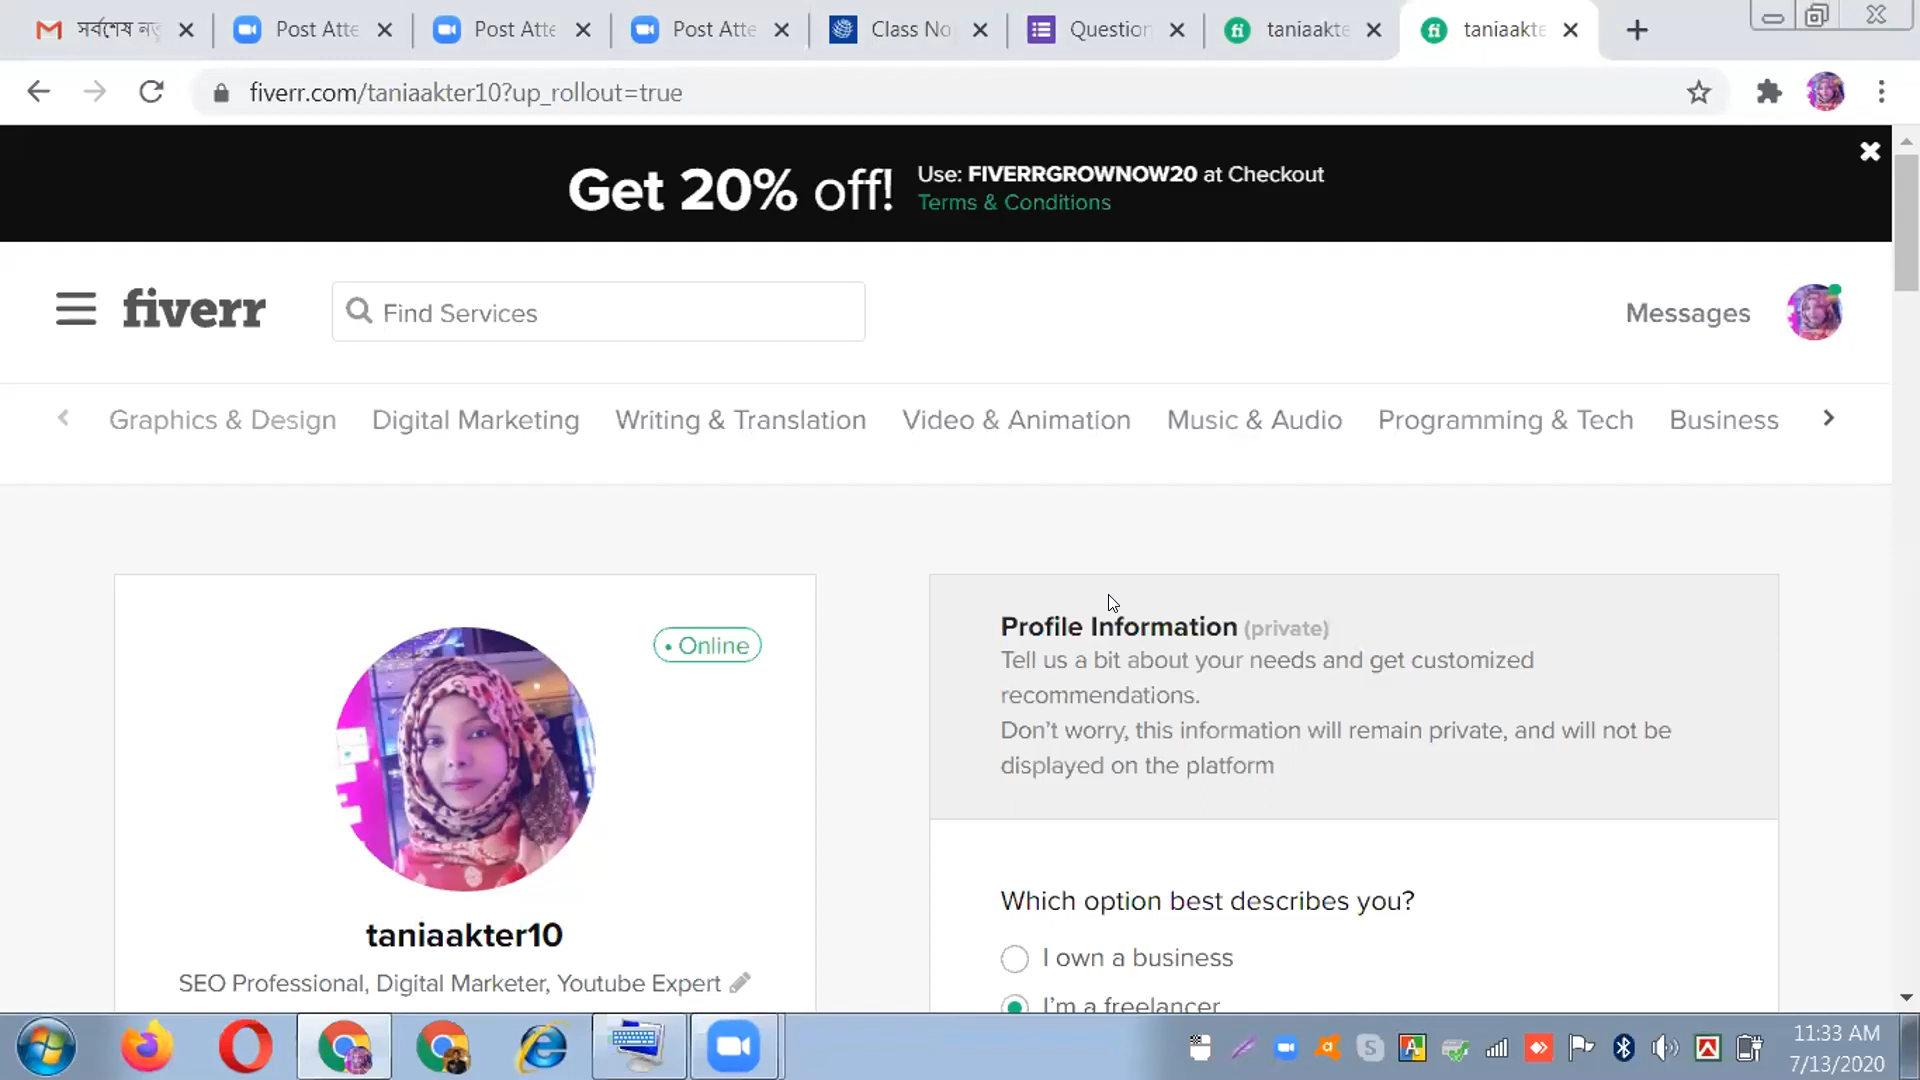 সর্বশেষ নতু
Post Atte
Post Atte
Post Atte
Class No
Question
taniaakte
taniaakte
fiverr.com/taniaakter10?up_rollout=true
Get 20% off!
Use: FIVERRGROWNOW20 at Checkout
Terms & Conditions
fiverr
Find Services
Messages
Graphics & Design
Digital Marketing
Writing & Translation
Video & Animation
Music & Audio
Programming & Tech
Business
• Online
taniaakter10
SEO Professional, Digital Marketer, Youtube Expert
Profile Information (private)
Tell us a bit about your needs and get customized
recommendations.
Don't worry, this information will remain private, and will not be
displayed on the platform
Which option best describes you?
I own a business
I'm a freelancer
11:33 AM
7/13/2020